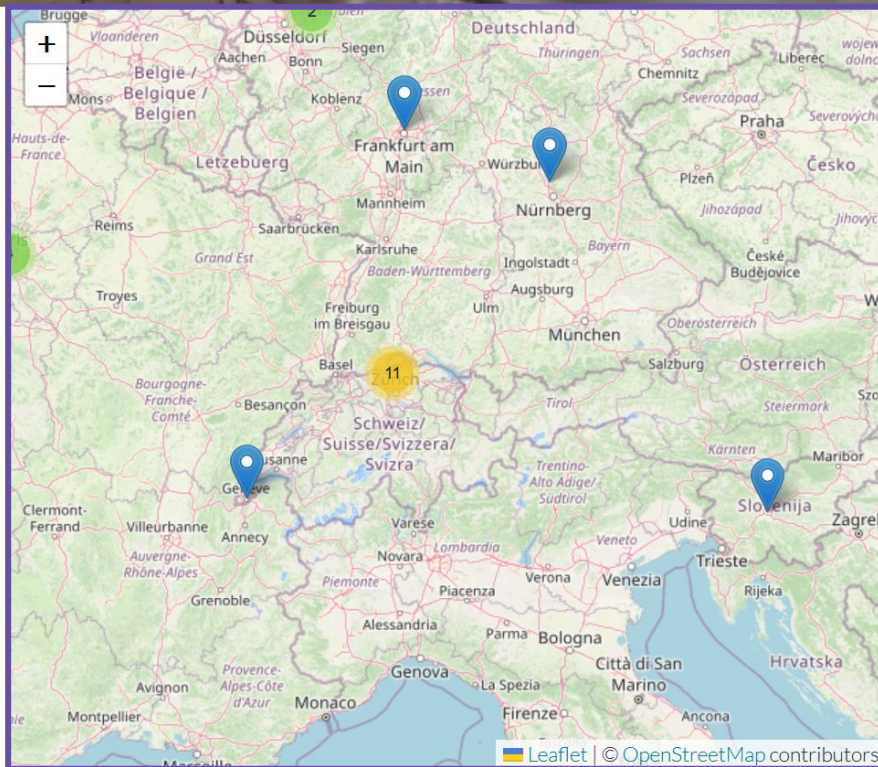 Brugge
2
+
−
Vlaanderen
Düsseldorf
Deutschland
Aachen
Bonn
Siegen
Thüringen
Sachsen
Liberec
België /
Belgique /
Belgien
Chemnitz
Mons
Koblenz
Severozápad
Praha
Hauts-de-
France
Lëtzebuerg
Frankfurt am
Main
Česko
Plzeň
Mannheim
Nürnberg
Jihozápad
Reims
Saarbrücken
Karlsruhe
Bayern
Grand Est
Baden-Württemberg
Ingolstadt
České
Budějovice
Troyes
Augsburg
Freiburg
im Breisgau
Ulm
München
Oberösterreich
Basel
11
Zürich
Salzburg
Österreich
Bourgogne-
Franche-
Comté
Besançon
Tirol
Steiermark
Schweiz/
Suisse/Svizzera/
Svizra
Kärnten
Maribor
Genève
Trentino-
Alto Adige/
Südtirol
Clermont-
Ferrand
Villeurbanne
Annecy
Varese
Udine
Slovenija
Auvergne-
Rhône-Alpes
Novara
Lombardia
Veneto
Trieste
Piemonte
Piacenza
Verona
Venezia
Rijeka
Grenoble
Alessandria
Parma
Bologna
Genova
Città di San
Marino
Hrvatska
Provence-
Alpes-Côte
d'Azur
Avignon
La Spezia
Monaco
Montpellier
Firenze
Ancona
Marseille
Leaflet | © OpenStreetMap contributors